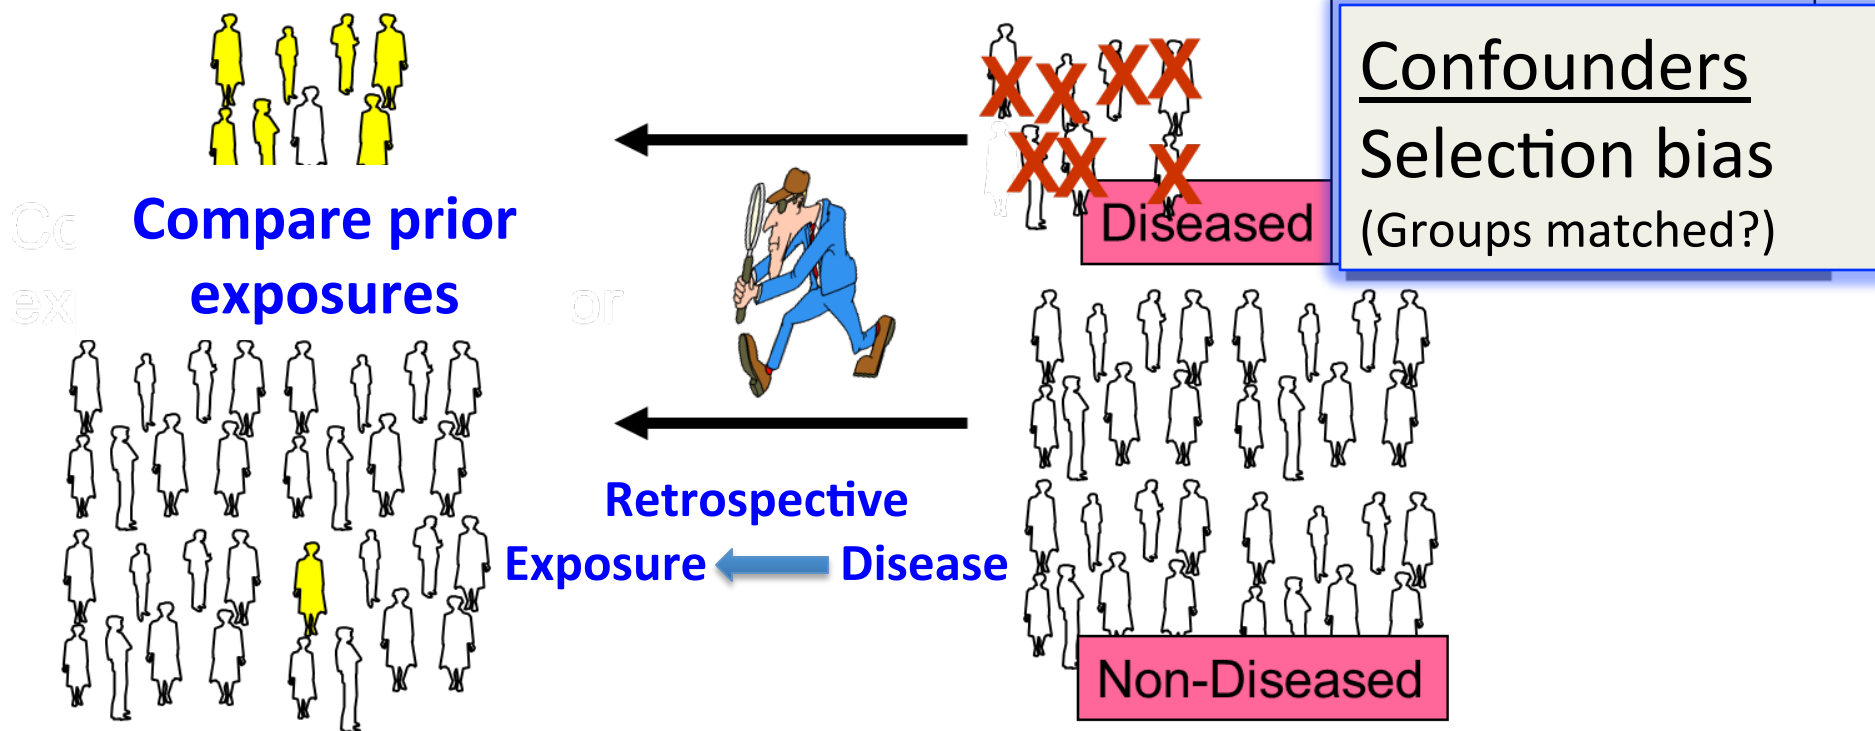 Confounders
Selection bias
(Groups matched?)
Diseased
Compare prior
exposures
Retrospective
Exposure Disease
Non-Diseased